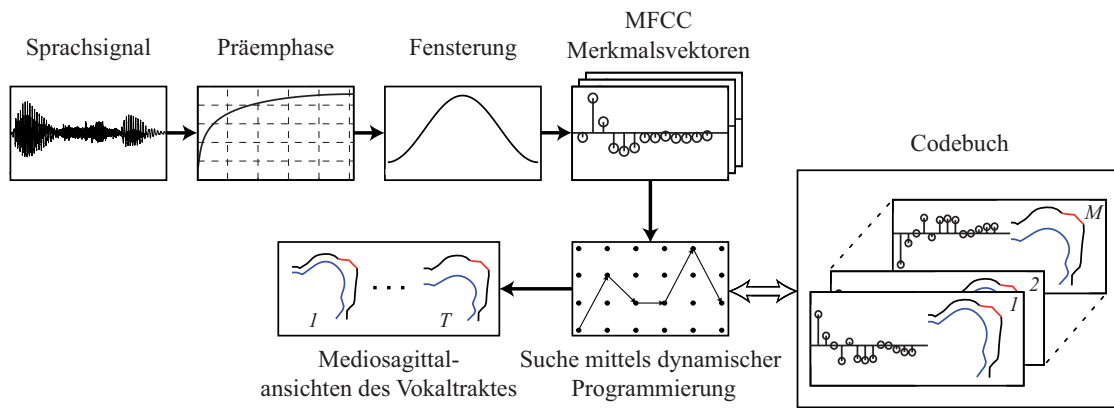 Sprachsignal
Präemphase
Fensterung
MFCC
Merkmalsvektoren
Codebuch
M
2
1
1
T
Mediosagittal-
ansichten des Vokaltraktes
Suche mittels dynamischer
Programmierung